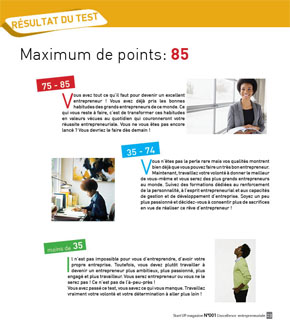 RÉSULTAT DU TEST
Maximum de points: 85
75 - 85
Vous avez tout ce qu'il faut pour devenir un excellent
entrepreneur ! Vous avez déjà pris les bonnes
habitudes des grands entrepreneurs de ce monde. Ce
qui vous reste à faire, c'est de transformer ces habitudes
en valeurs vécues au quotidien qui couronneront votre
réussite entrepreneuriale. Vous ne vous êtes pas encore
lancé ? Vous devriez le faire dès demain !
35 - 74
Vous n'êtes pas la perle rare mais vos qualités montrent
bien déjà que vous pouvez faire un très bon entrepreneur.
Maintenant, travaillez votre volonté à donner le meilleur
de vous-même et vous serez des plus grands entrepreneurs
au monde. Suivez des formations dédiées au renforcement
de la personnalité, à l'esprit entrepreneurial et aux capacités
de gestion et de développement d'entreprise. Soyez un peu
plus passionné et décidez-vous à consentir plus de sacrifices
en vue de réaliser ce rêve d'entrepreneur !
moins de 35
Il n'est pas impossible pour vous d'entreprendre, d'avoir votre
propre entreprise. Toutefois, vous devez plutôt travailler à
devenir un entrepreneur plus ambitieux, plus passionné, plus
engagé et plus travailleur. Vous serez entrepreneur ou vous ne le
serez pas ! Ce n'est pas de l'à-peu-près !
Vous avez passé ce test, vous savez ce qui vous manque. Travaillez
vraiment votre volonté et votre détermination à aller plus loin !
Start UP magazine N°001 L'excellence entrepreneuriale